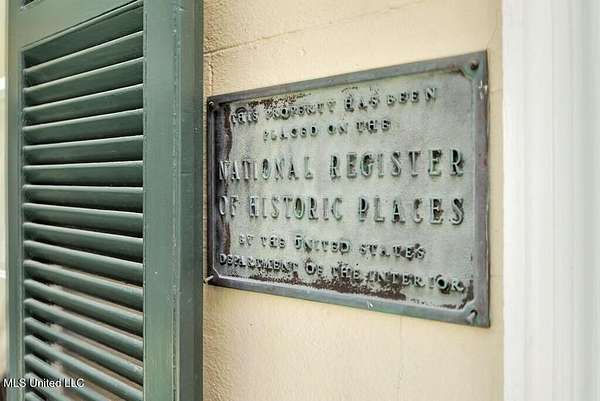 THIS PROPERTY HAS BEEN
PLACED ON THE
NATIONAL REGISTER
OF HISTORIC PLACES
BY THE UNITED STATES
DEPARTMENT OF THE INTERIOR
MLS United LLC